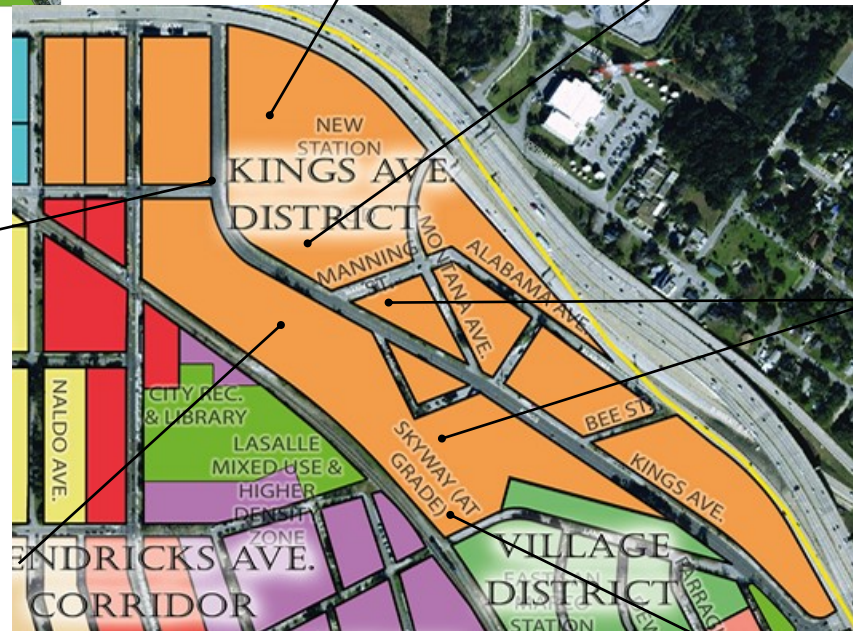 NEW
STATION
KINGS AVE.
DISTRICT
MANNING
ST.
MONTANA AVE.
ALABAMA AVE.
NALDO AVE.
CITY REC.
& LIBRARY
LASALLE
MIXED USE &
HIGHER
DENSITY
ZONE
SKYWAY (AT
GRADE)
BEE ST.
KINGS AVE.
ENDRICKS AVE.
CORRIDOR
VILLAGE
DISTRICT
STATION